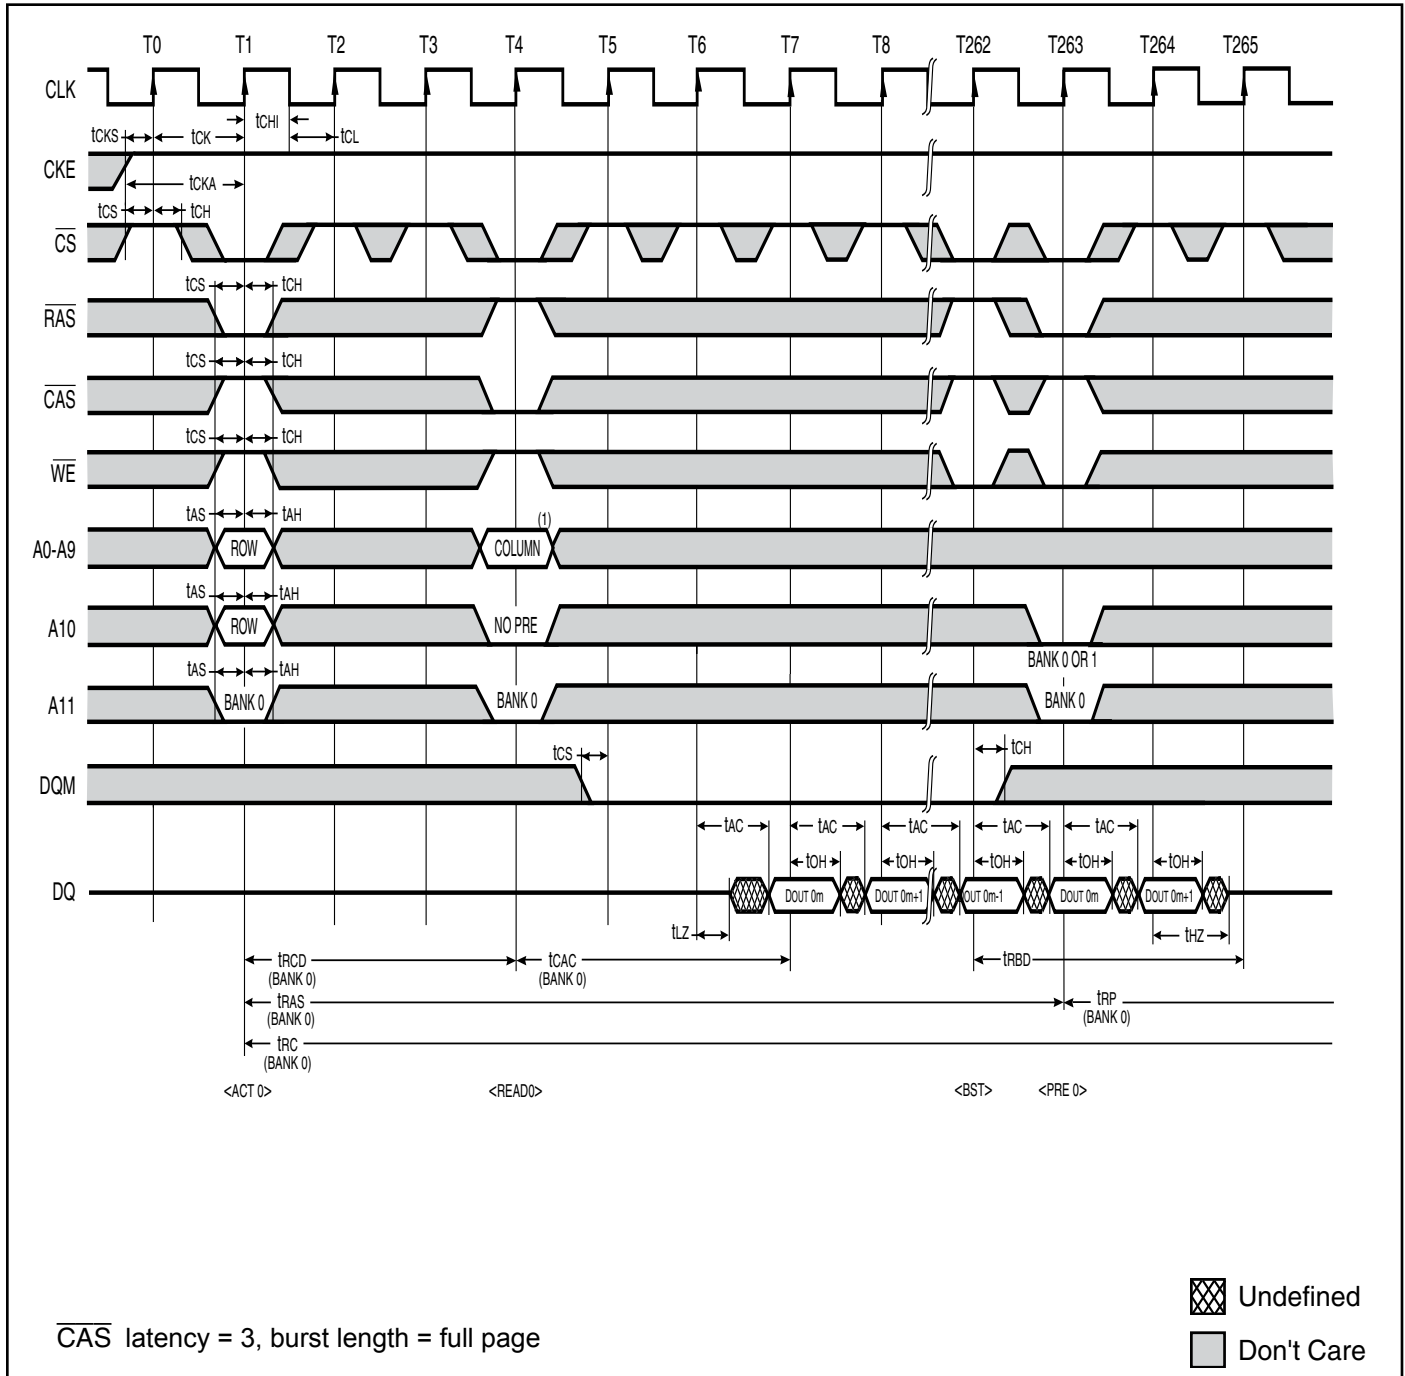 T0 T1 T2 T3 T4 T5 T6 T7 T8 T262 T263 T264 T265
CLK
tCHI
tCKS tCK tCL
CKE
tCKA
tCS tCH
CS
tCS tCH
RAS
tCS tCH
CAS
tCS tCH
WE
tAS tAH (1)
A0-A9 ROW COLUMN
tAS tAH
A10 ROW NO PRE
BANK 0 OR 1
tAS tAH
A11 BANK 0 BANK 0 BANK 0
tCS tCH
DQM
tAC tAC tAC tAC tAC
tOH tOH tOH tOH tOH
DQ DOUT 0m DOUT 0m+1 OUT 0m-1 DOUT 0m DOUT 0m+1
tLZ tHZ
tRCD tCAC tRBD
(BANK 0) (BANK 0)
tRAS tRP
(BANK 0) (BANK 0)
tRC
(BANK 0)
<ACT 0> <READ0> <BST> <PRE 0>
Undefined
CAS latency = 3, burst length = full page
Don't Care